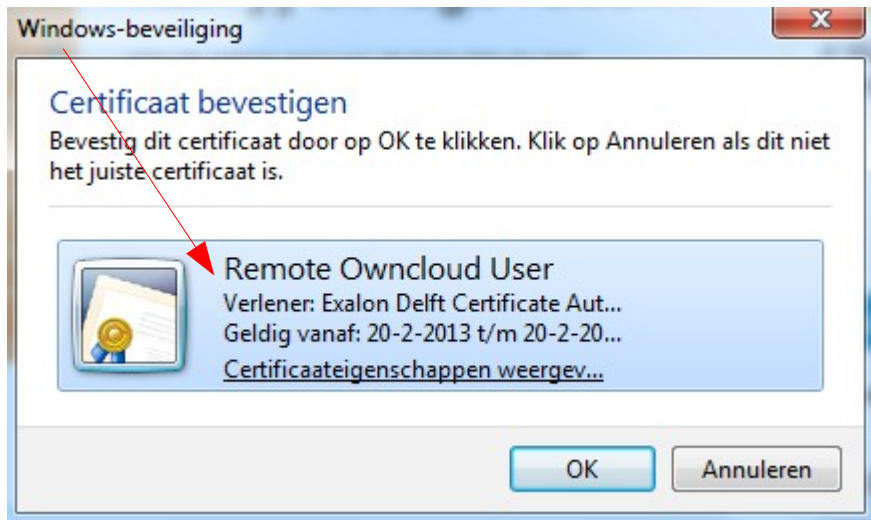 Windows-beveiliging
Certificaat bevestigen
Bevestig dit certificaat door op OK te klikken. Klik op Annuleren als dit niet
het juiste certificaat is.
Remote Owncloud User
Verlener: Exalon Delft Certificate Aut...
Geldig vanaf: 20-2-2013 t/m 20-2-20...
Certificaateigenschappen weergev...
OK
Annuleren